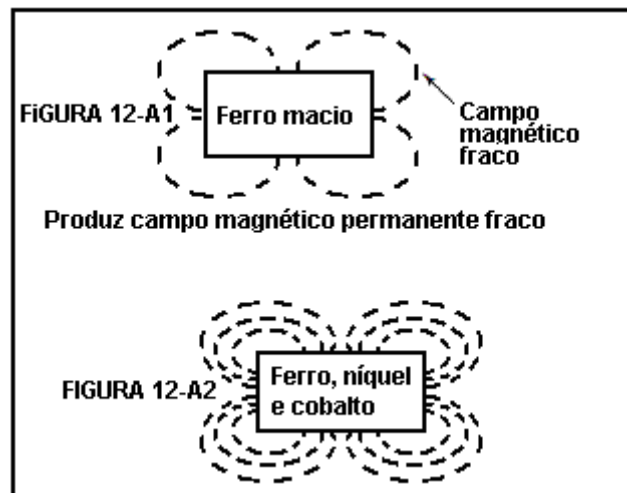 FiGURA 12-A1
Ferro macio
Campo
magnético
fraco
Produz campo magnético permanente fraco
FIGURA 12-A2
Ferro, níquel
e cobalto